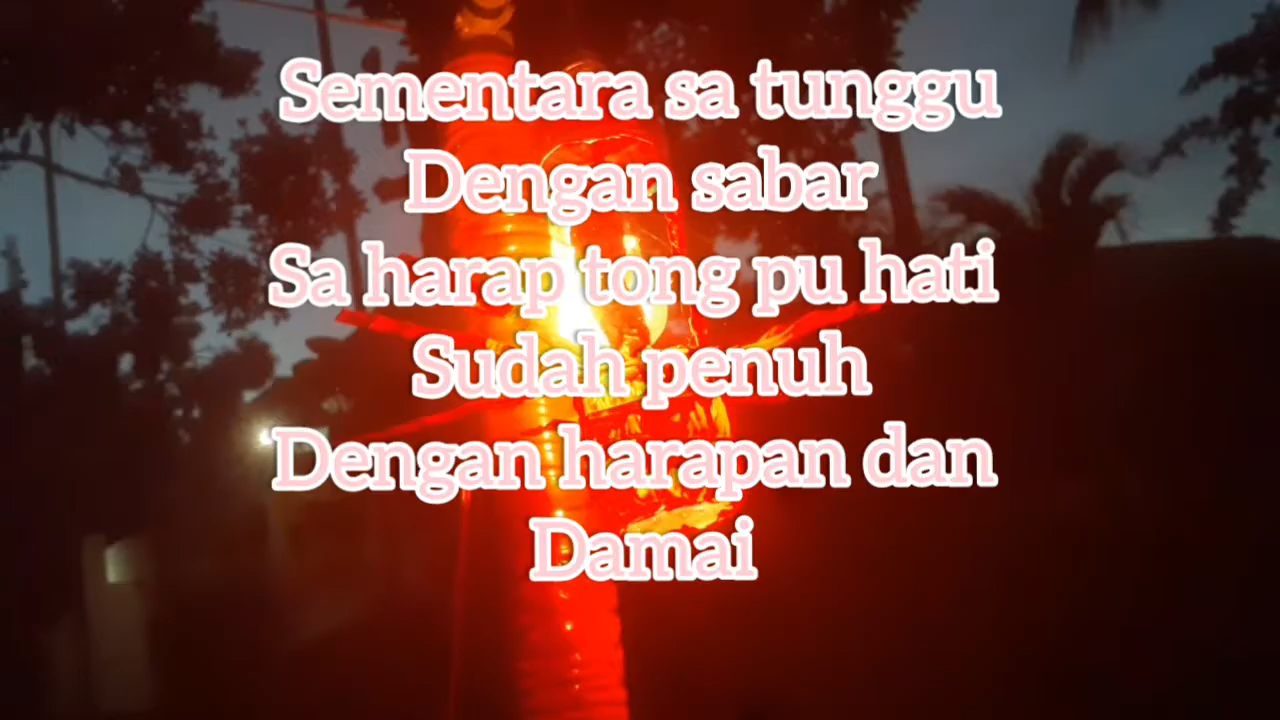 Sementara sa tunggu
Dengan sabar
Sa harap tong pu hati
Sudah penuh
Dengan harapan dan
Damai